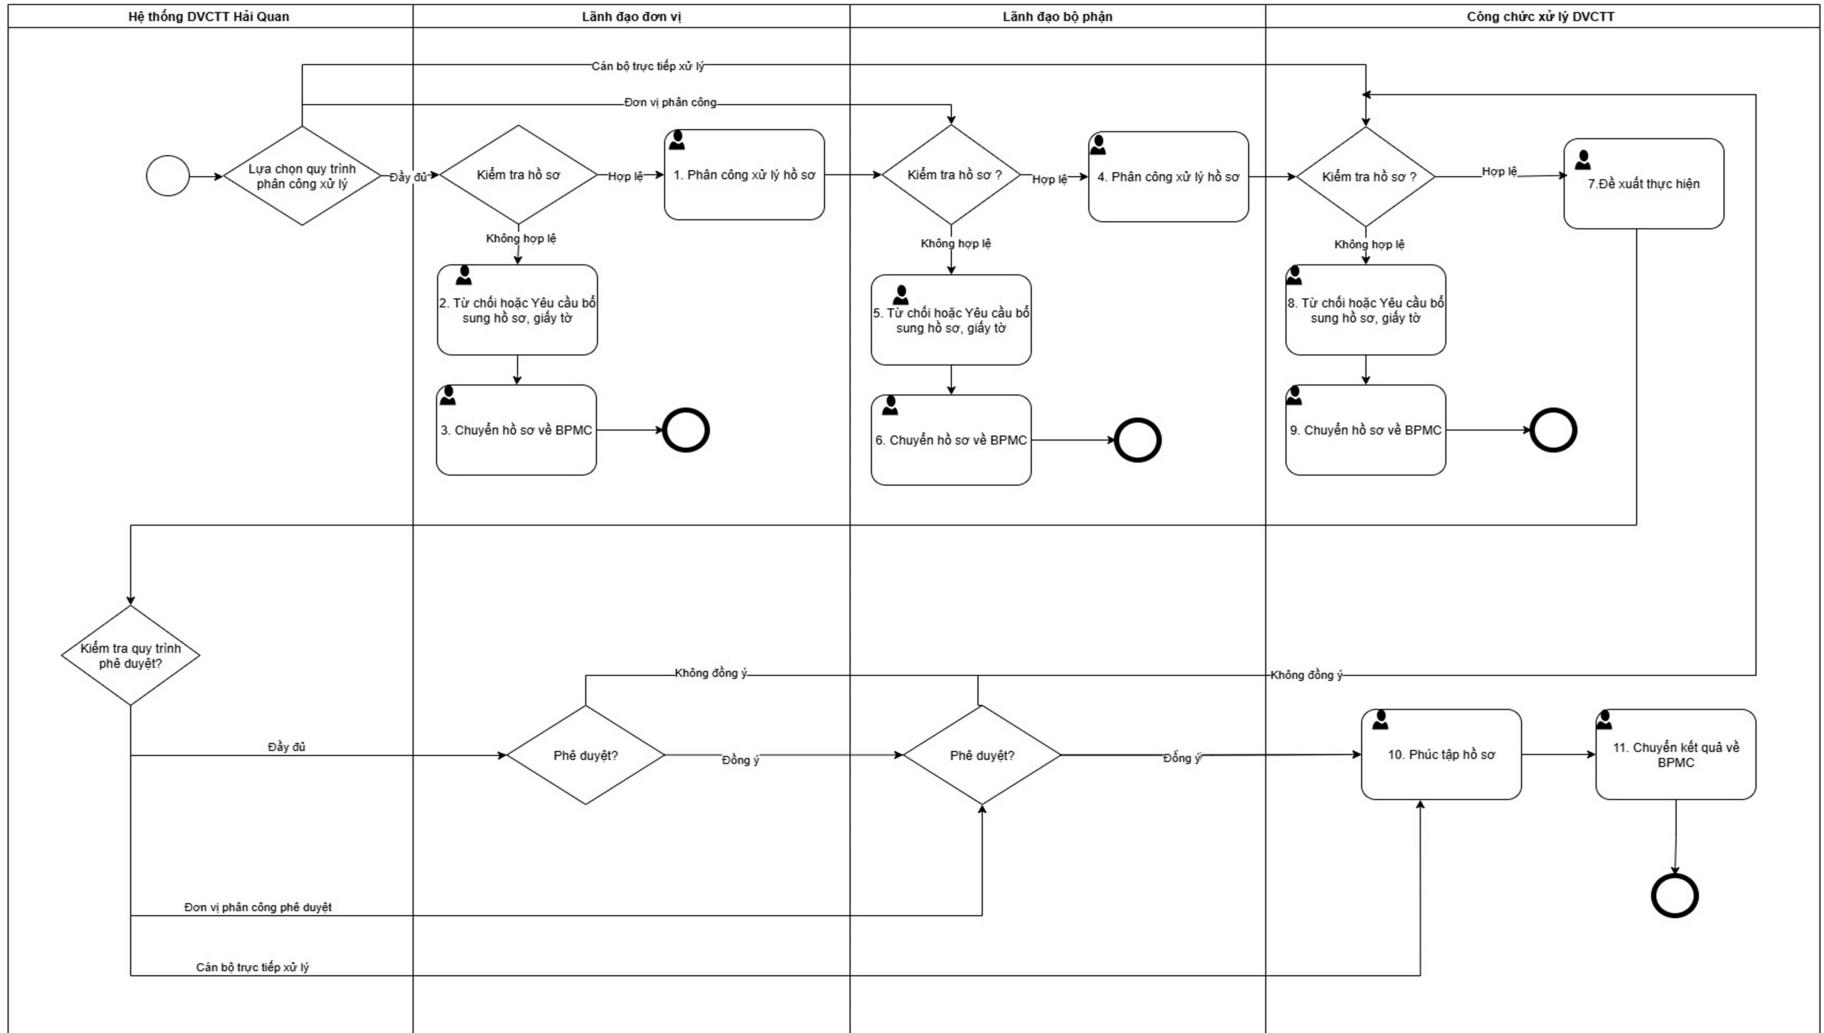 Hệ thống DVCTT Hải Quan
Lãnh đạo đơn vị
Lãnh đạo bộ phận
Công chức xử lý DVCTT
Cán bộ trực tiếp xử lý
Đơn vị phân công
Lựa chọn quy trình
phân công xử lý
Đầy đủ
Kiểm tra hồ sơ
Hợp lệ
1. Phân công xử lý hồ sơ
Kiểm tra hồ sơ ?
Hợp lệ
4. Phân công xử lý hồ sơ
Kiểm tra hồ sơ ?
Hợp lệ
7.Đề xuất thực hiện
Không hợp lệ
Không hợp lệ
Không hợp lệ
2. Từ chối hoặc Yêu cầu bổ
sung hồ sơ, giấy tờ
5. Từ chối hoặc Yêu cầu bổ
sung hồ sơ, giấy tờ
8. Từ chối hoặc Yêu cầu bổ
sung hồ sơ, giấy tờ
3. Chuyển hồ sơ về BPMC
6. Chuyển hồ sơ về BPMC
9. Chuyển hồ sơ về BPMC
Kiểm tra quy trình
phê duyệt?
Không đồng ý
Không đồng ý
Đầy đủ
Phê duyệt?
Đồng ý
Phê duyệt?
Đồng ý
10. Phúc tập hồ sơ
11. Chuyển kết quả về
BPMC
Đơn vị phân công phê duyệt
Cán bộ trực tiếp xử lý